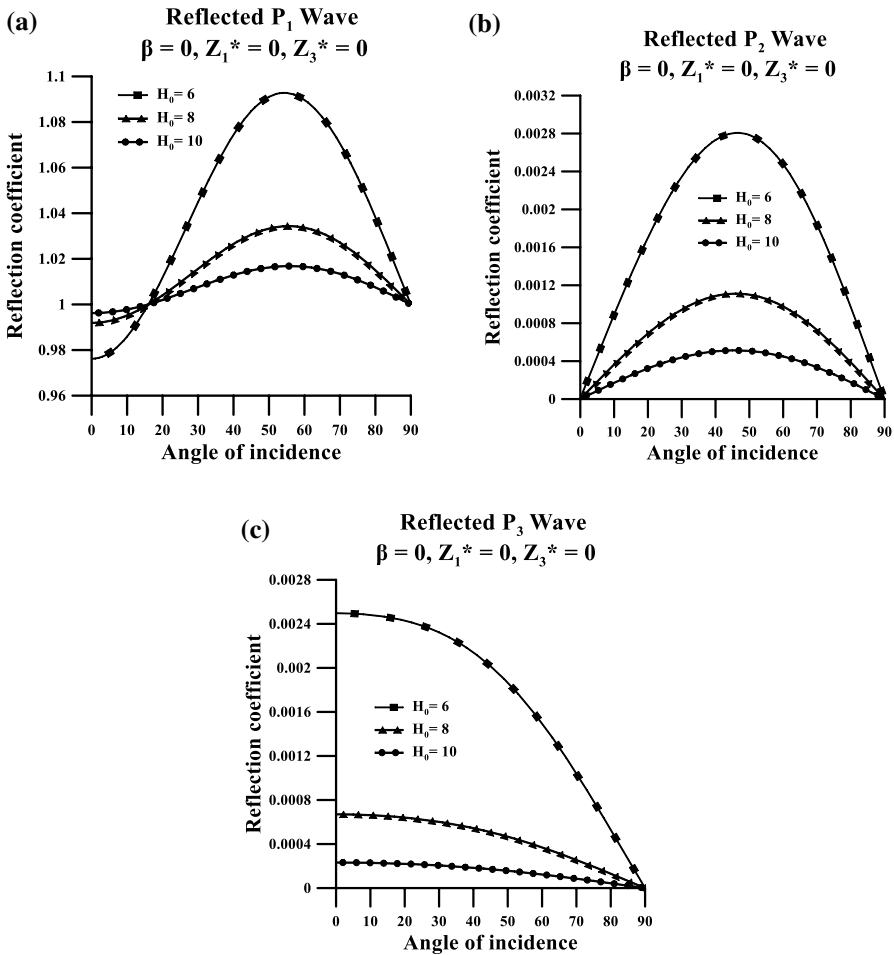 (a)
Reflected P₁ Wave
β = 0, Z₁* = 0, Z₃* = 0
1.1
1.08
1.06
1.04
1.02
1
0.98
0.96
Reflection coefficient
H₀= 6
H₀= 8
H₀= 10
0 10 20 30 40 50 60 70 80 90
Angle of incidence
(b)
Reflected P₂ Wave
β = 0, Z₁* = 0, Z₃* = 0
0.0032
0.0028
0.0024
0.002
0.0016
0.0012
0.0008
0.0004
0
Reflection coefficient
H₀= 6
H₀= 8
H₀= 10
0 10 20 30 40 50 60 70 80 90
Angle of incidence
(c)
Reflected P₃ Wave
β = 0, Z₁* = 0, Z₃* = 0
0.0028
0.0024
0.002
0.0016
0.0012
0.0008
0.0004
0
Reflection coefficient
H₀= 6
H₀= 8
H₀= 10
0 10 20 30 40 50 60 70 80 90
Angle of incidence